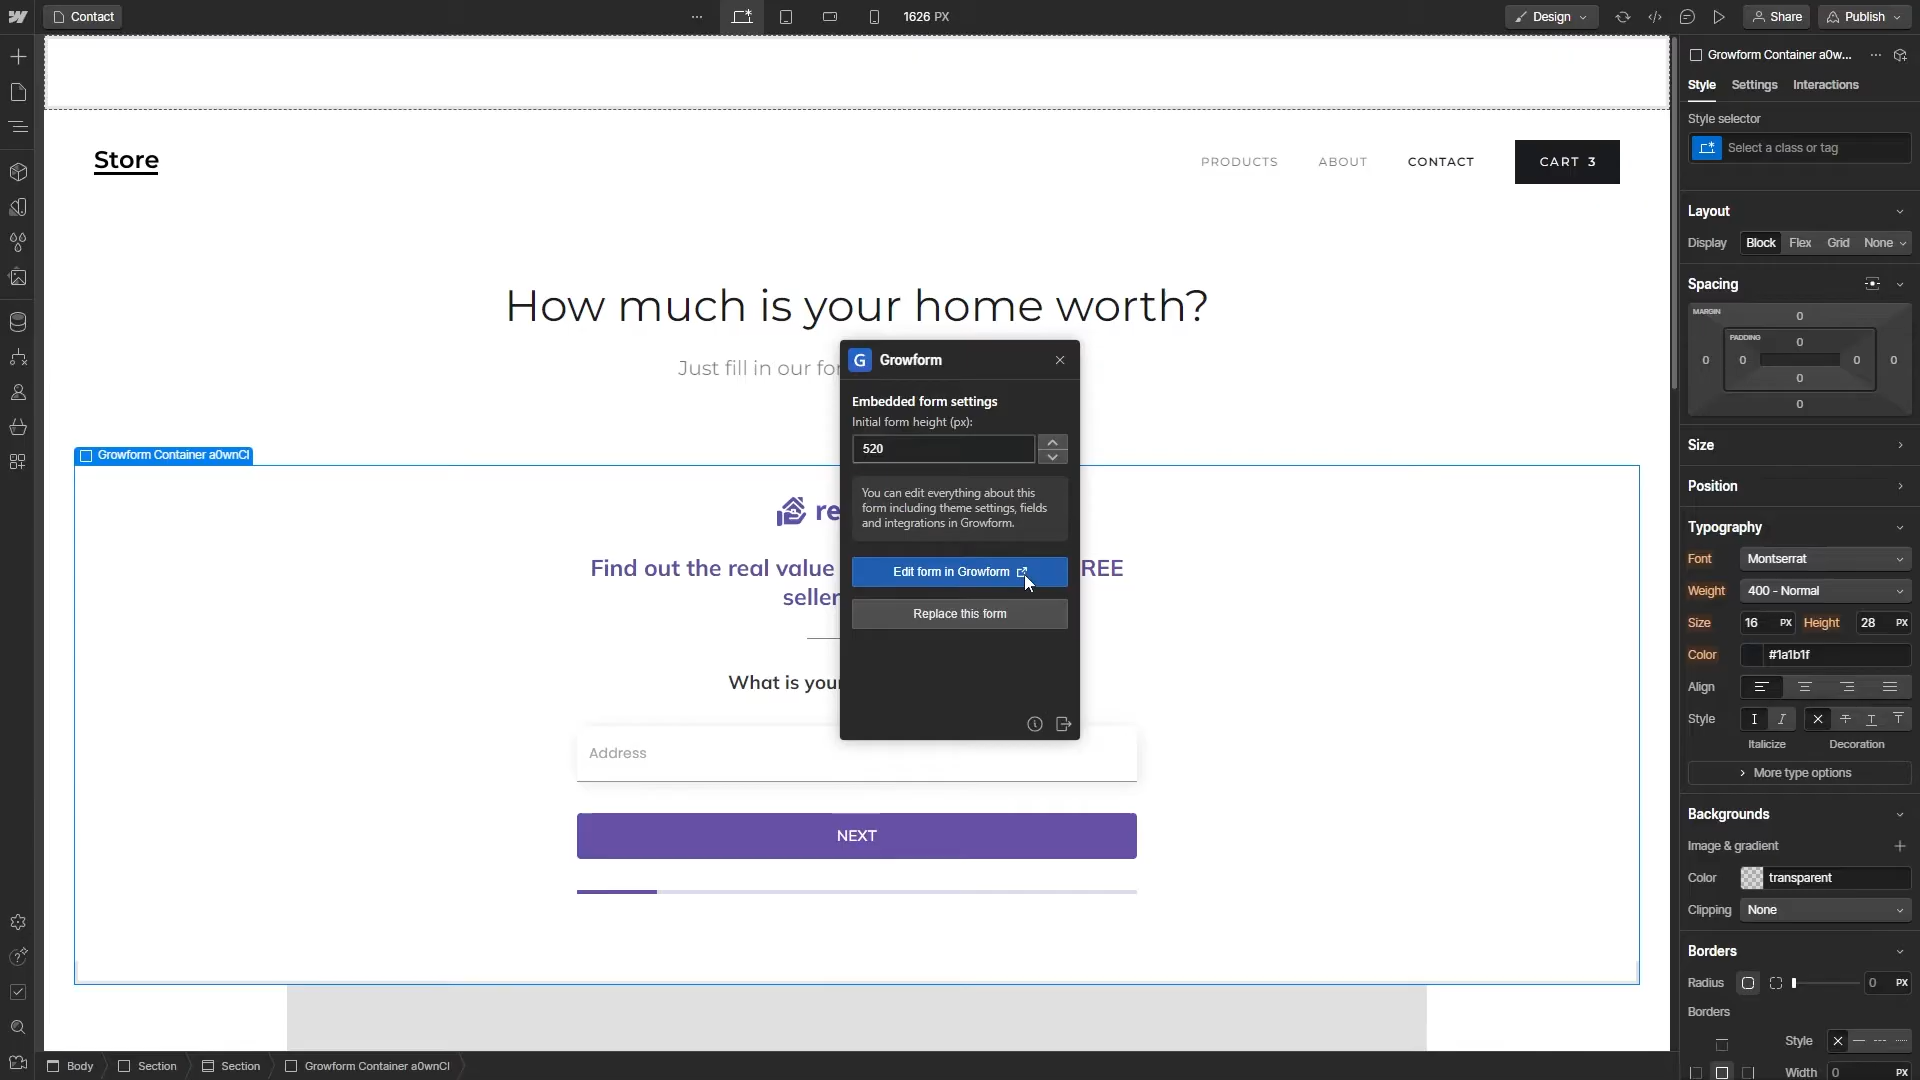 Contact
1626 PX
Design
Share
Publish
Store
PRODUCTS
ABOUT
CONTACT
CART 3
How much is your home worth?
Just fill in our for
Growform Container a0wnCl
re
Find out the real value
REE
seller
What is your
Address
NEXT
G Growform
Embedded form settings
Initial form height (px):
520
You can edit everything about this
form including theme settings, fields
and integrations in Growform.
Edit form in Growform
Replace this form
Growform Container a0w...
Style
Settings
Interactions
Style selector
Select a class or tag
Layout
Display
Block
Flex
Grid
None
Spacing
MARGIN
0
PADDING
0
0
0
0
0
0
0
Size
Position
Typography
Font
Montserrat
Weight
400 - Normal
Size
16 PX
Height
28 PX
Color
#1a1b1f
Align
Style
Italicize
Decoration
More type options
Backgrounds
Image & gradient
Color
transparent
Clipping
None
Borders
Radius
0 PX
Borders
Style
Width
0 PX
Body
Section
Section
Growform Container a0wnCl